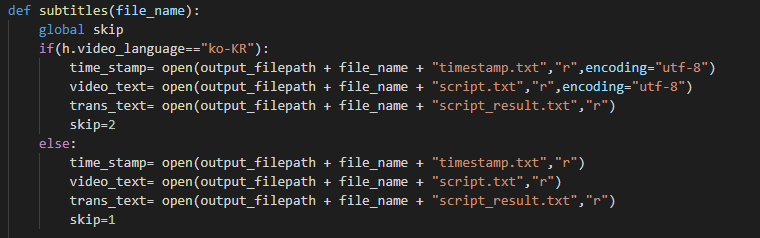 def subtitles(file_name):
    global skip
    if(h.video_language=="ko-KR"):
        time_stamp= open(output_filepath + file_name + "timestamp.txt","r",encoding="utf-8")
        video_text= open(output_filepath + file_name + "script.txt","r",encoding="utf-8")
        trans_text= open(output_filepath + file_name + "script_result.txt","r")
        skip=2
    else:
        time_stamp= open(output_filepath + file_name + "timestamp.txt","r")
        video_text= open(output_filepath + file_name + "script.txt","r")
        trans_text= open(output_filepath + file_name + "script_result.txt","r")
        skip=1